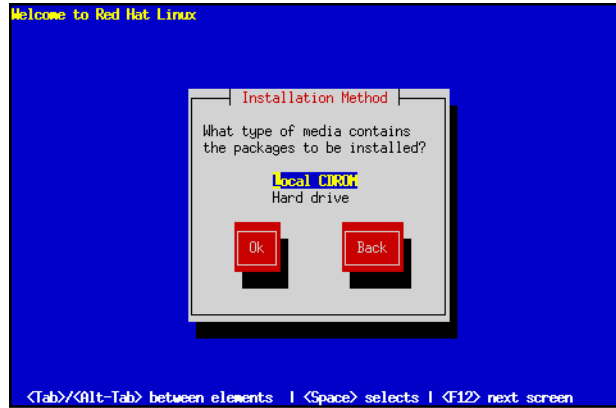 Welcome to Red Hat Linux
Installation Method
What type of media contains
the packages to be installed?
Local CDROM
Hard drive
Ok Back
<Tab>/<Alt-Tab> between elements | <Space> selects | <F12> next screen